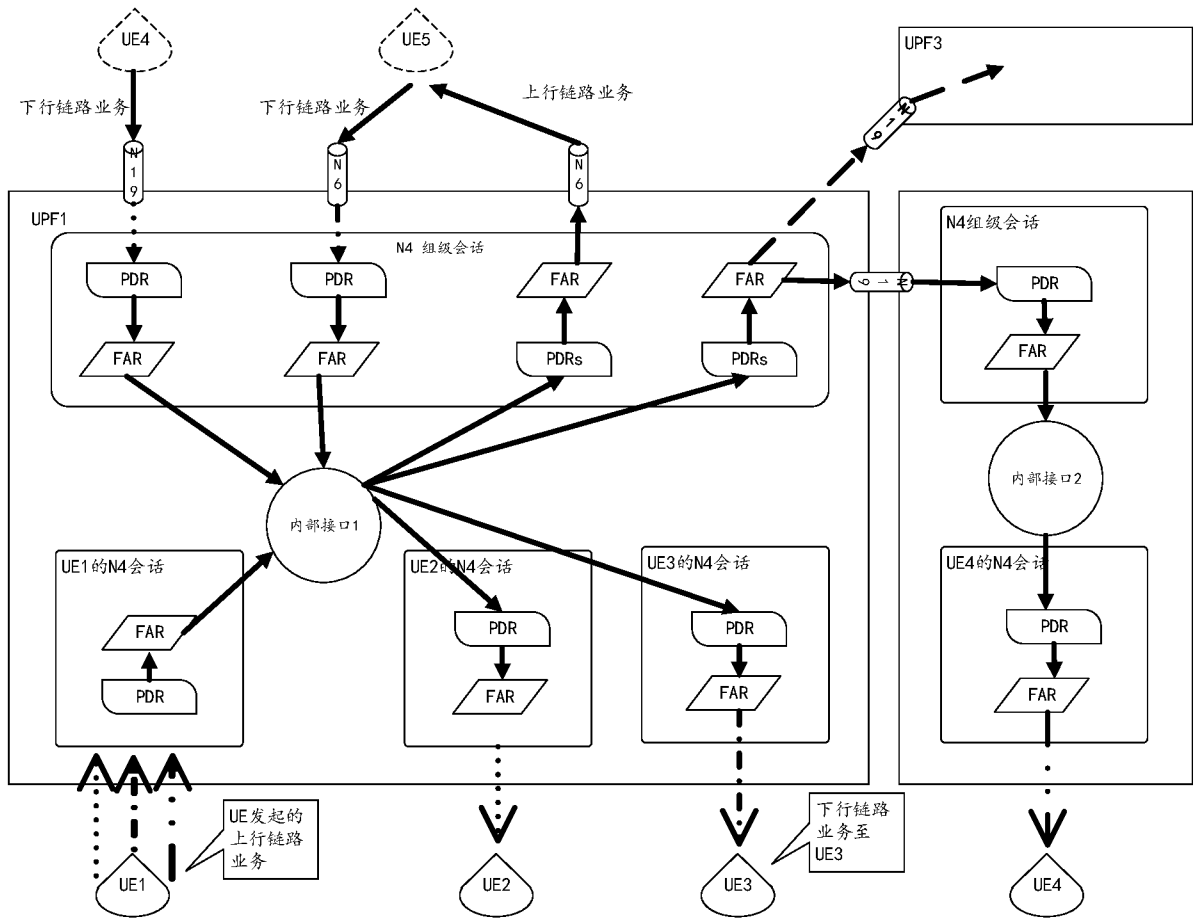 UE4
UE5
UPF3
下行链路业务
下行链路业务
上行链路业务
N19
N6
N6
N19
UPF1
N4 组级会话
N4组级会话
PDR
PDR
FAR
FAR
N19
PDR
FAR
FAR
PDRs
PDRs
FAR
内部接口1
内部接口2
UE1的N4会话
UE2的N4会话
UE3的N4会话
UE4的N4会话
FAR
PDR
PDR
PDR
PDR
FAR
FAR
FAR
UE发起的
上行链路
业务
下行链路
业务至
UE3
UE1
UE2
UE3
UE4